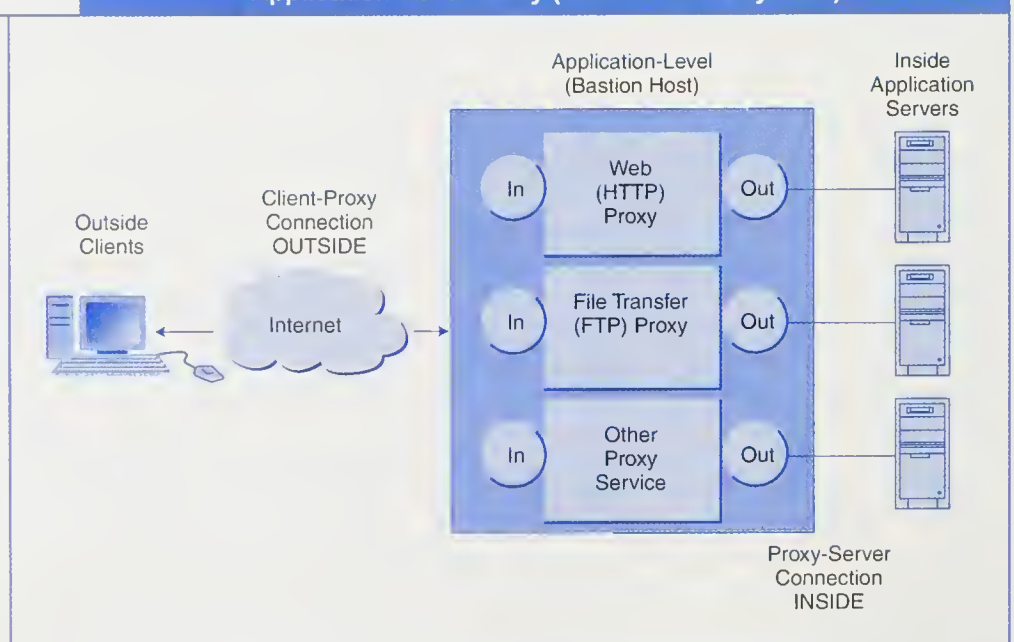 Application-Level
(Bastion Host)
Inside
Application
Servers
Outside
Clients
Client-Proxy
Connection
OUTSIDE
Internet
In
Web
(HTTP)
Proxy
Out
In
File Transfer
(FTP) Proxy
Out
In
Other
Proxy
Service
Out
Proxy-Server
Connection
INSIDE